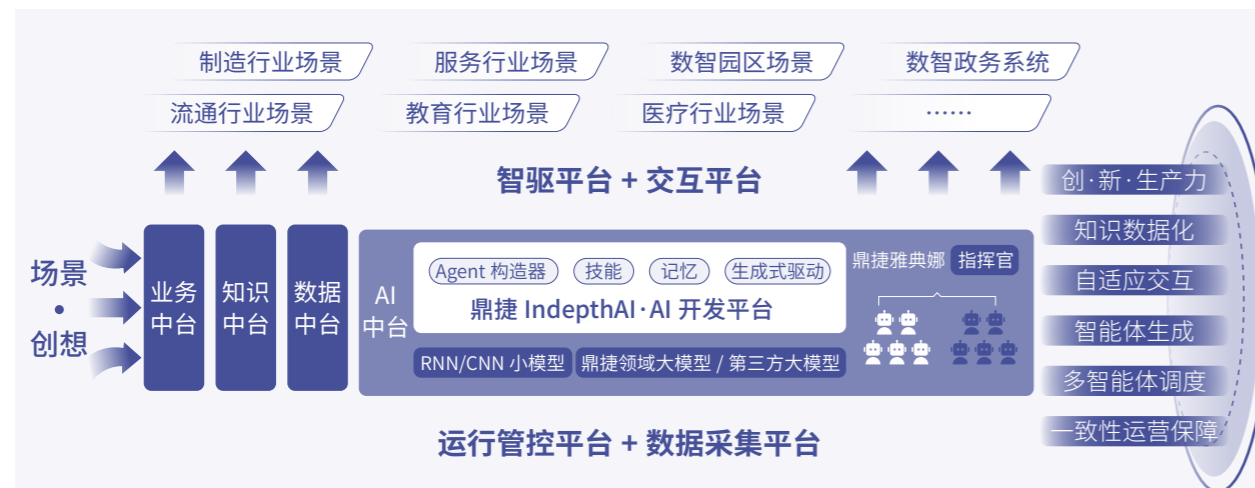 制造行业场景
服务行业场景
数智园区场景
数智政务系统
流通行业场景
教育行业场景
医疗行业场景
……
智驱平台 + 交互平台
场景
·
创想
业务
中台
知识
中台
数据
中台
AI
中台
Agent 构造器
技能
记忆
生成式驱动
鼎捷 IndepthAI·AI 开发平台
RNN/CNN 小模型
鼎捷领域大模型 / 第三方大模型
鼎捷雅典娜
指挥官
创·新·生产力
知识数据化
自适应交互
智能体生成
多智能体调度
一致性运营保障
运行管控平台 + 数据采集平台